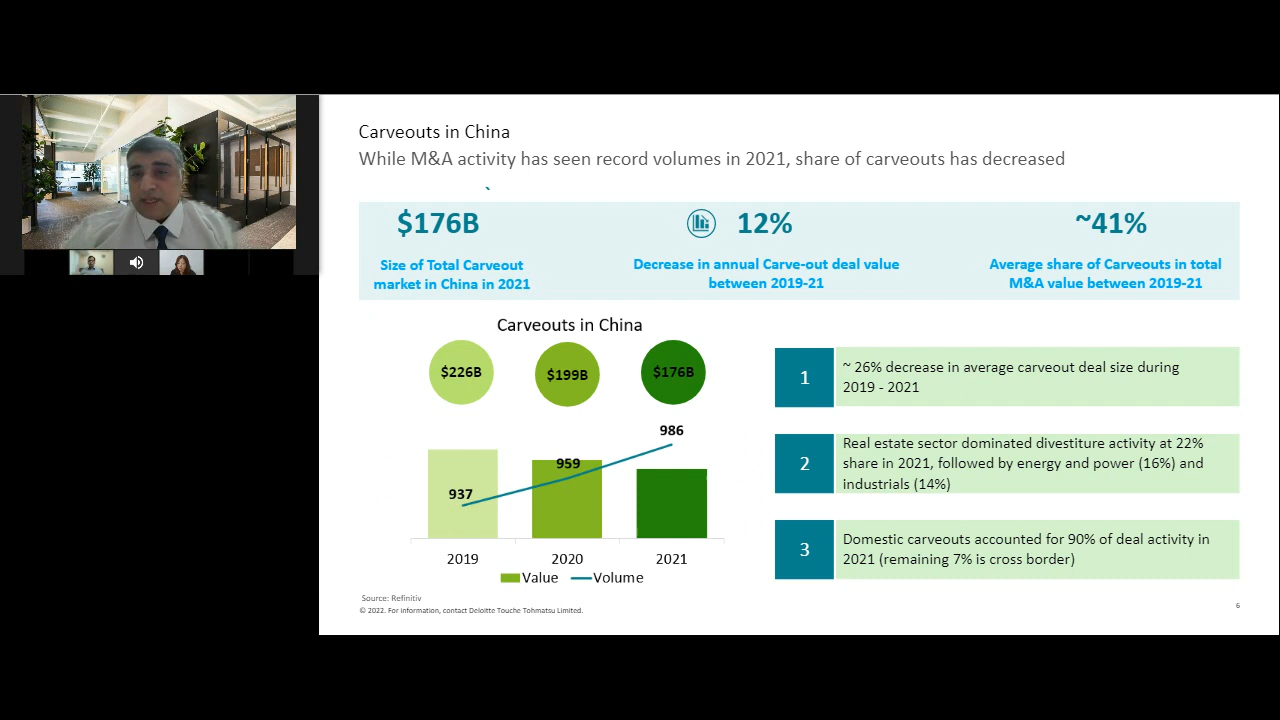 Carveouts in China
While M&A activity has seen record volumes in 2021, share of carveouts has decreased
$176B
Size of Total Carveout
market in China in 2021
12%
Decrease in annual Carve-out deal value
between 2019-21
~41%
Average share of Carveouts in total
M&A value between 2019-21
Carveouts in China
$226B
$199B
$176B
937
959
986
2019
2020
2021
Value
Volume
1
~ 26% decrease in average carveout deal size during
2019 - 2021
2
Real estate sector dominated divestiture activity at 22%
share in 2021, followed by energy and power (16%) and
industrials (14%)
3
Domestic carveouts accounted for 90% of deal activity in
2021 (remaining 7% is cross border)
Source: Refinitiv
© 2022. For information, contact Deloitte Touche Tohmatsu Limited.
6